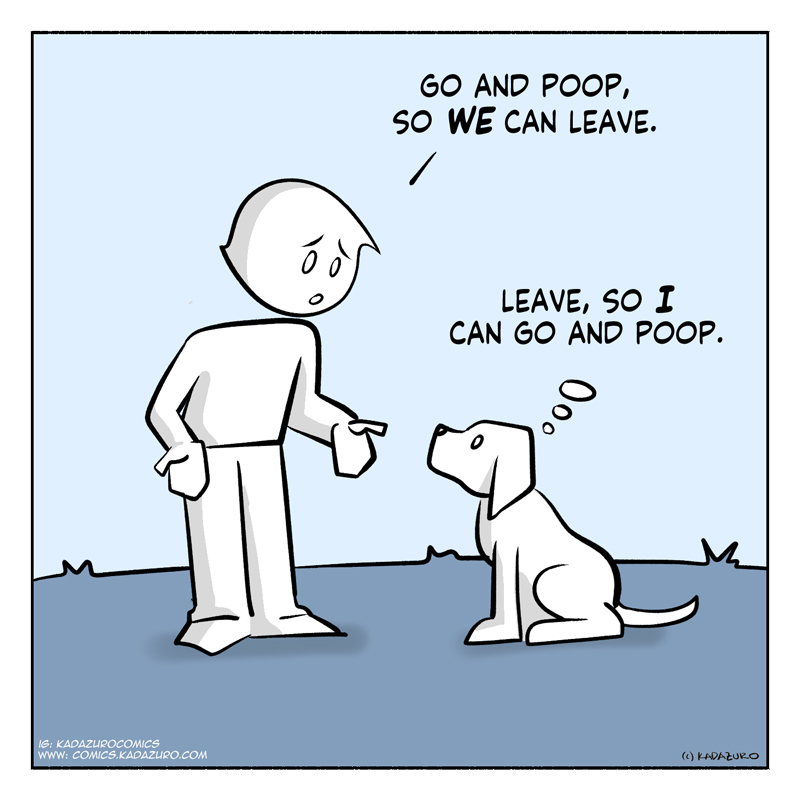 GO AND POOP,
SO WE CAN LEAVE.
LEAVE, SO I
CAN GO AND POOP.
IG: KADAZUROCOMICS
WWW: COMICS.KADAZURO.COM
(C) KADAZURO